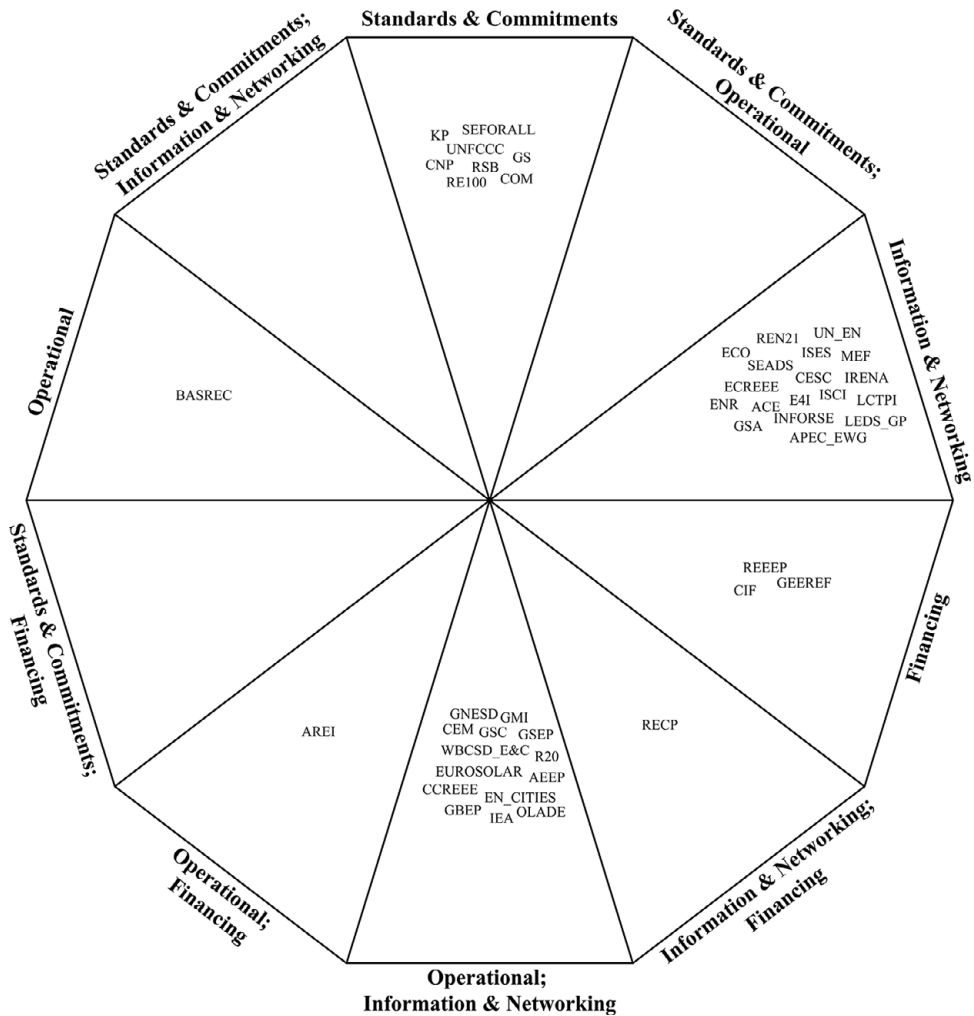 Standards & Commitments
Standards & Commitments;
Operational
Information & Networking
Financing
Information & Networking;
Financing
Operational;
Information & Networking
Operational;
Financing
Standards & Commitments;
Financing
Operational
Standards & Commitments;
Information & Networking
KP SEFORALL
UNFCCC GS
CNP RSB
RE100 COM
REN21 UN_EN
ECO ISES MEF
SEADS
CESC IRENA
ECREEE
E4I ISCI LCTPI
ENR ACE
INFORSE LEDS_GP
GSA
APEC_EWG
BASREC
REEEP
CIF GEEREF
RECP
GNESD GMI
CEM GSC GSEP
WBCSD_E&C R20
EUROSOLAR AEEP
CCREEE EN_CITIES
GBEP IEA OLADE
AREI